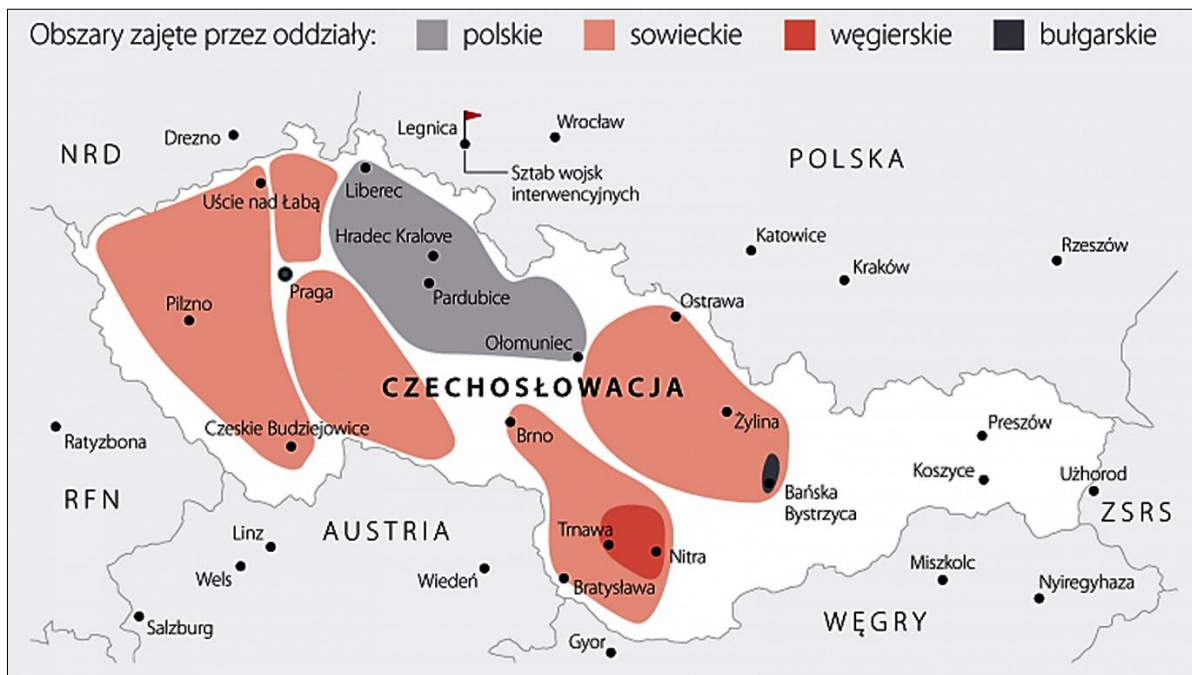 Obszary zajęte przez oddziały: polskie sowieckie węgierskie bułgarskie
NRD
Drezno
Legnica
Wrocław
Sztab wojsk
interwencyjnych
POLSKA
Uście nad Łabą
Liberec
Hradec Kralove
Katowice
Kraków
Rzeszów
Praga
Pardubice
Pilzno
Ostrawa
Ołomuniec
CZECHOSŁOWACJA
Ratyzbona
Czeskie Budziejowice
Brno
Żylina
Preszów
Koszyce
Użhorod
RFN
Bańska
Bystrzyca
ZSRS
AUSTRIA
Linz
Trnawa
Nitra
Wels
Wiedeń
Bratysława
Miszkolc
Nyiregyhaza
Salzburg
WĘGRY
Gyor